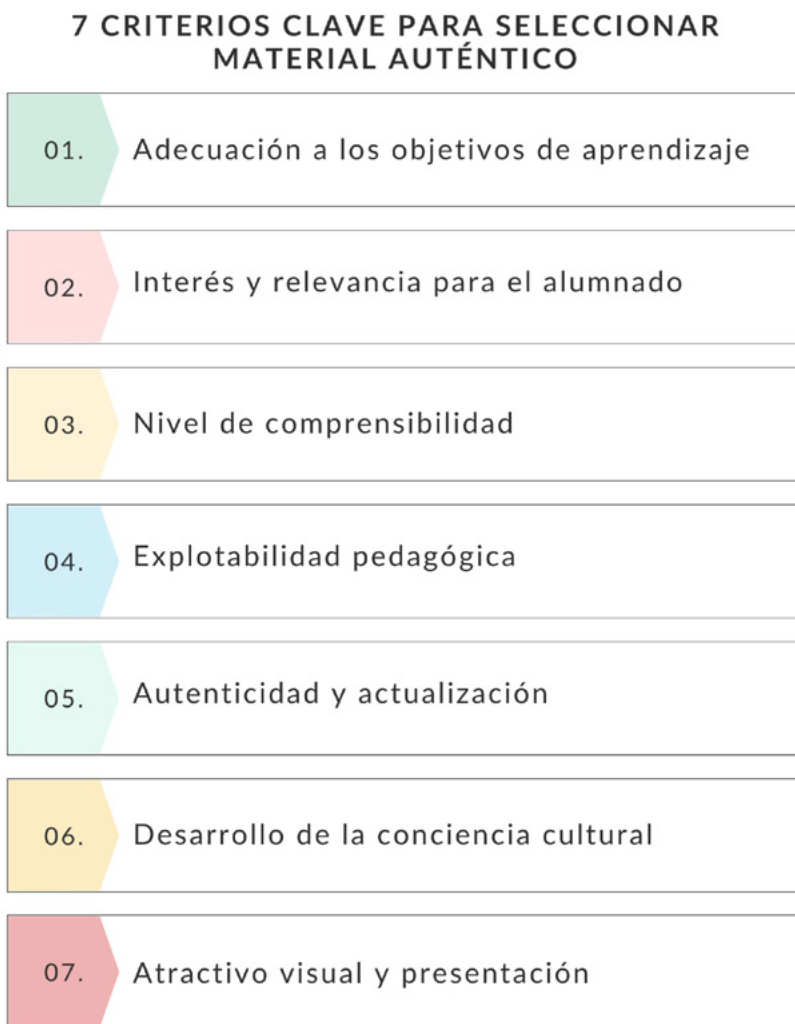 7 CRITERIOS CLAVE PARA SELECCIONAR
MATERIAL AUTÉNTICO
01. Adecuación a los objetivos de aprendizaje
02. Interés y relevancia para el alumnado
03. Nivel de comprensibilidad
04. Explotabilidad pedagógica
05. Autenticidad y actualización
06. Desarrollo de la conciencia cultural
07. Atractivo visual y presentación